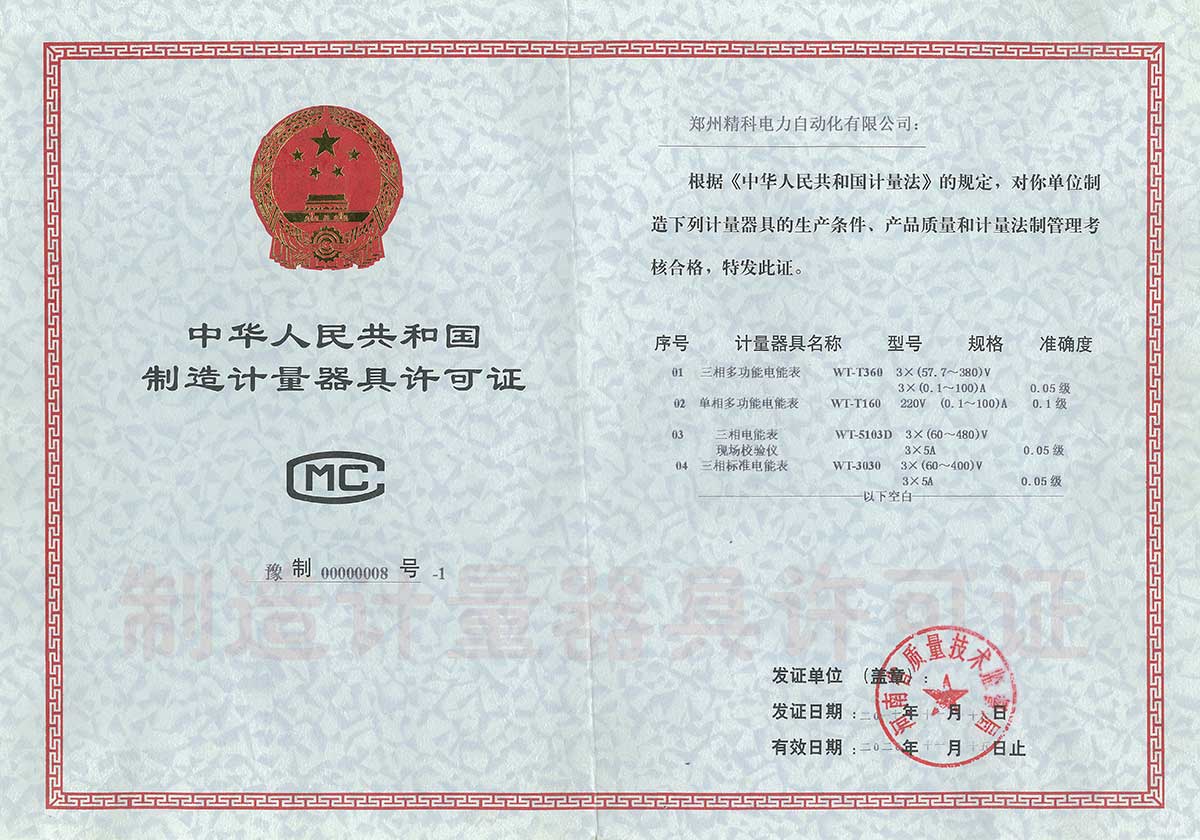 中华人民共和国
制造计量器具许可证
CMC
豫 制 00000008 号 -1
制造计量器具许可证
郑州精科电力自动化有限公司：
根据《中华人民共和国计量法》的规定，对你单位制
造下列计量器具的生产条件、产品质量和计量法制管理考
核合格，特发此证。
序号 计量器具名称 型号 规格 准确度
01 三相多功能电能表 WT-T360 3×(57.7～380)V
3×(0.1～100)A 0.05 级
02 单相多功能电能表 WT-T160 220V (0.1～100)A 0.1 级
03 三相电能表 WT-5103D 3×(60～480)V
现场校验仪 3×5A 0.05 级
04 三相标准电能表 WT-3030 3×(60～400)V
3×5A 0.05 级
以下空白
发证单位 （盖章）：
河南省质量技术监督局
发证日期： 年 月 日
有效日期： 年 月 日止